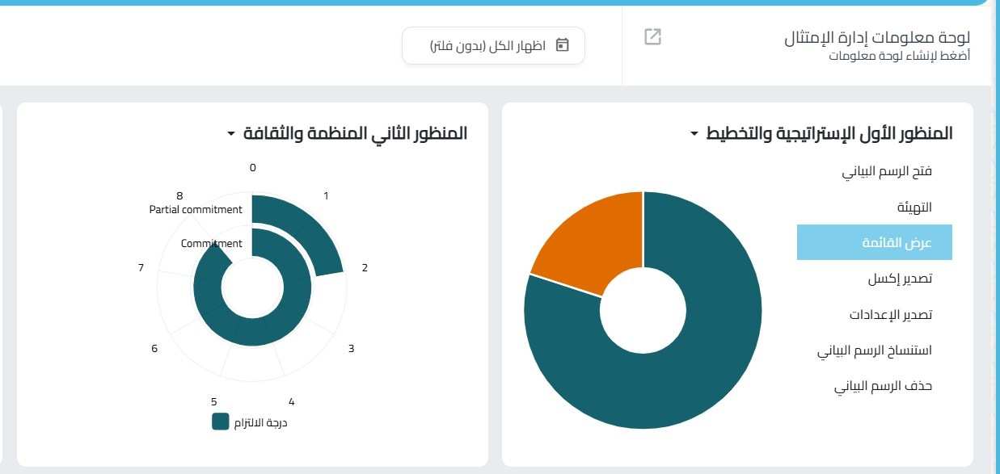 لوحة معلومات إدارة الإمتثال
أضغط لإنشاء لوحة معلومات
اظهار الكل (بدون فلتر)
المنظور الأول الإستراتيجية والتخطيط
فتح الرسم البياني
التهيئة
عرض القائمة
تصدير إكسل
تصدير الإعدادات
استنساخ الرسم البياني
حذف الرسم البياني
المنظور الثاني المنظمة والثقافة
0
1
2
3
4
5
6
7
8
Partial commitment
Commitment
درجة الالتزام